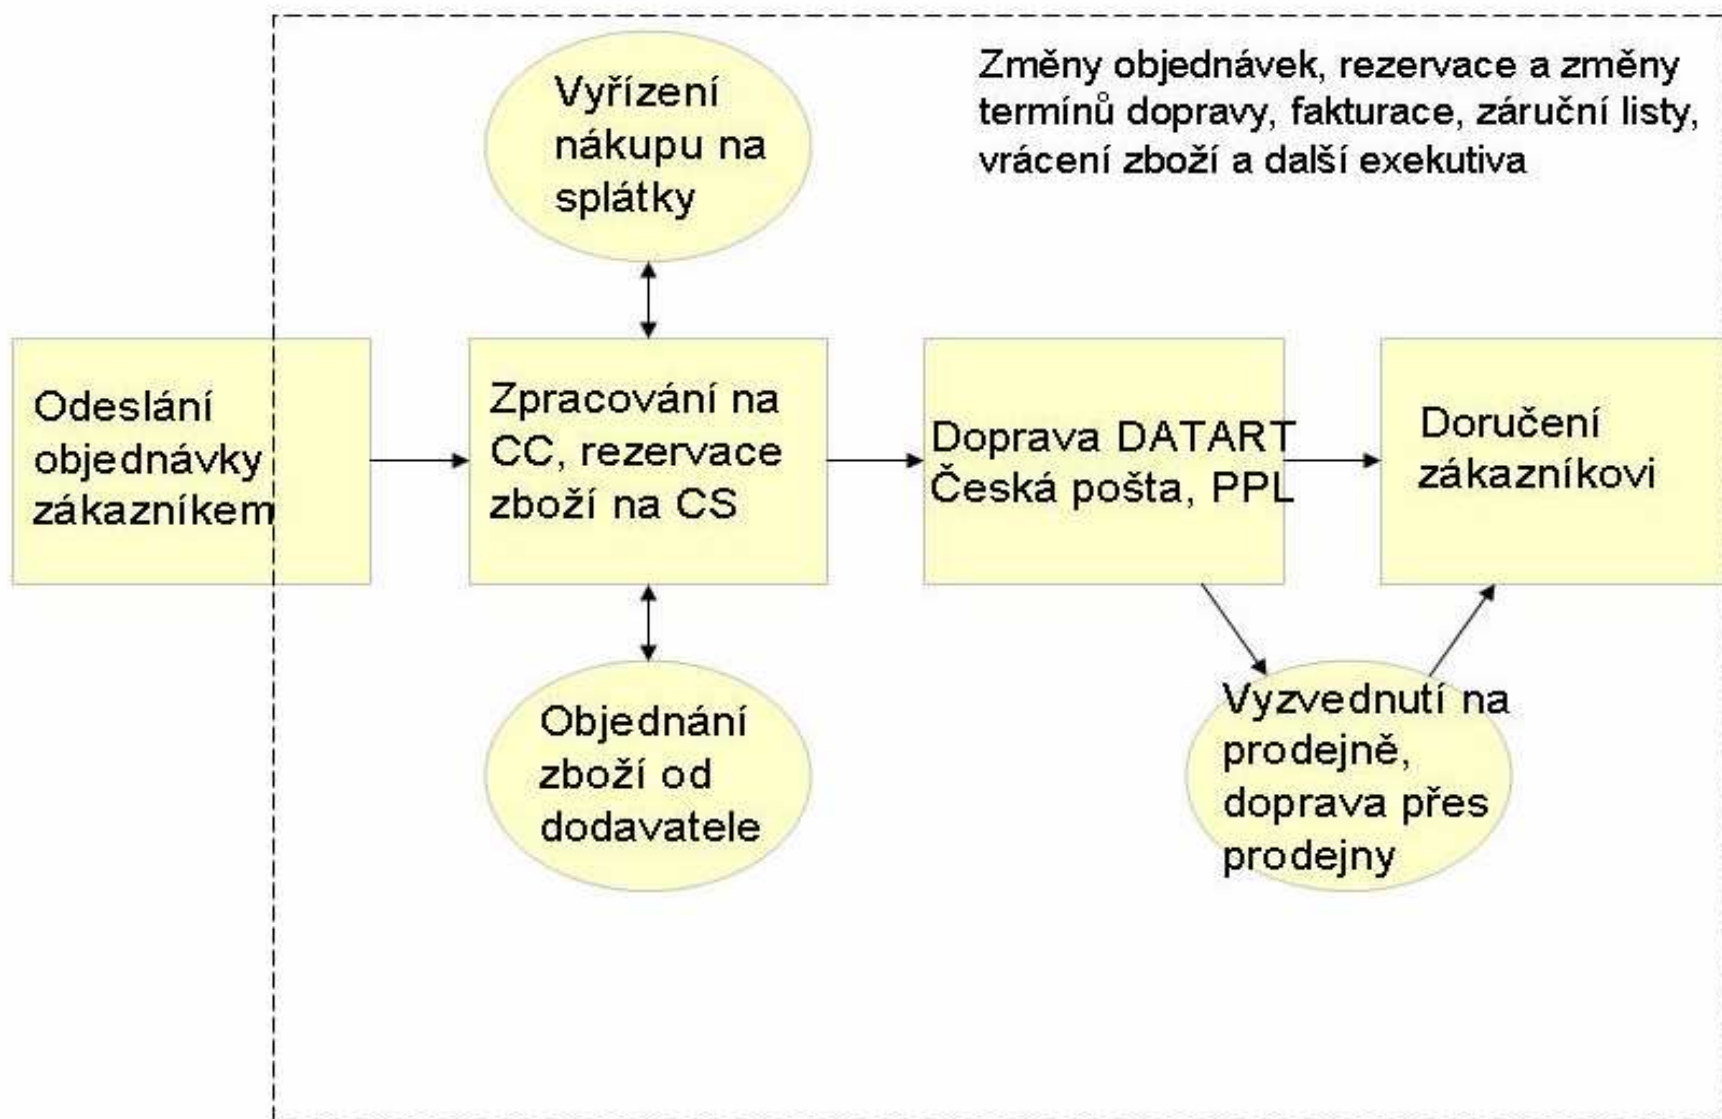 Změny objednávek, rezervace a změny
termínů dopravy, fakturace, záruční listy,
vrácení zboží a další exekutiva
Vyřízení
nákupu na
splátky
Odeslání
objednávky
zákazníkem
Zpracování na
CC, rezervace
zboží na CS
Doprava DATART
Česká pošta, PPL
Doručení
zákazníkovi
Objednání
zboží od
dodavatele
Vyzvednutí na
prodejně,
doprava přes
prodejny